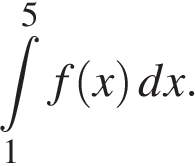 ∫₁⁵ f(x) dx.